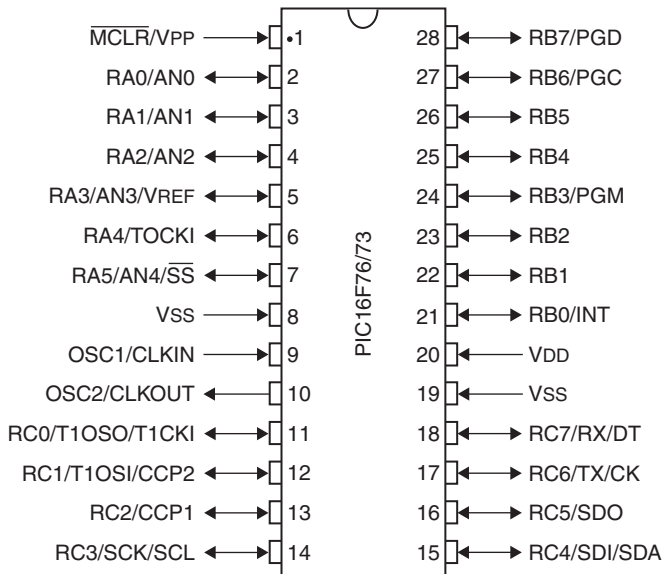 M̅C̅L̅R̅/VPP •1 28 RB7/PGD
RA0/AN0 2 27 RB6/PGC
RA1/AN1 3 26 RB5
RA2/AN2 4 25 RB4
RA3/AN3/VREF 5 24 RB3/PGM
RA4/TOCKI 6 23 RB2
RA5/AN4/S̅S̅ 7 22 RB1
VSS 8 21 RB0/INT
OSC1/CLKIN 9 20 VDD
OSC2/CLKOUT 10 19 VSS
RC0/T1OSO/T1CKI 11 18 RC7/RX/DT
RC1/T1OSI/CCP2 12 17 RC6/TX/CK
RC2/CCP1 13 16 RC5/SDO
RC3/SCK/SCL 14 15 RC4/SDI/SDA
PIC16F76/73